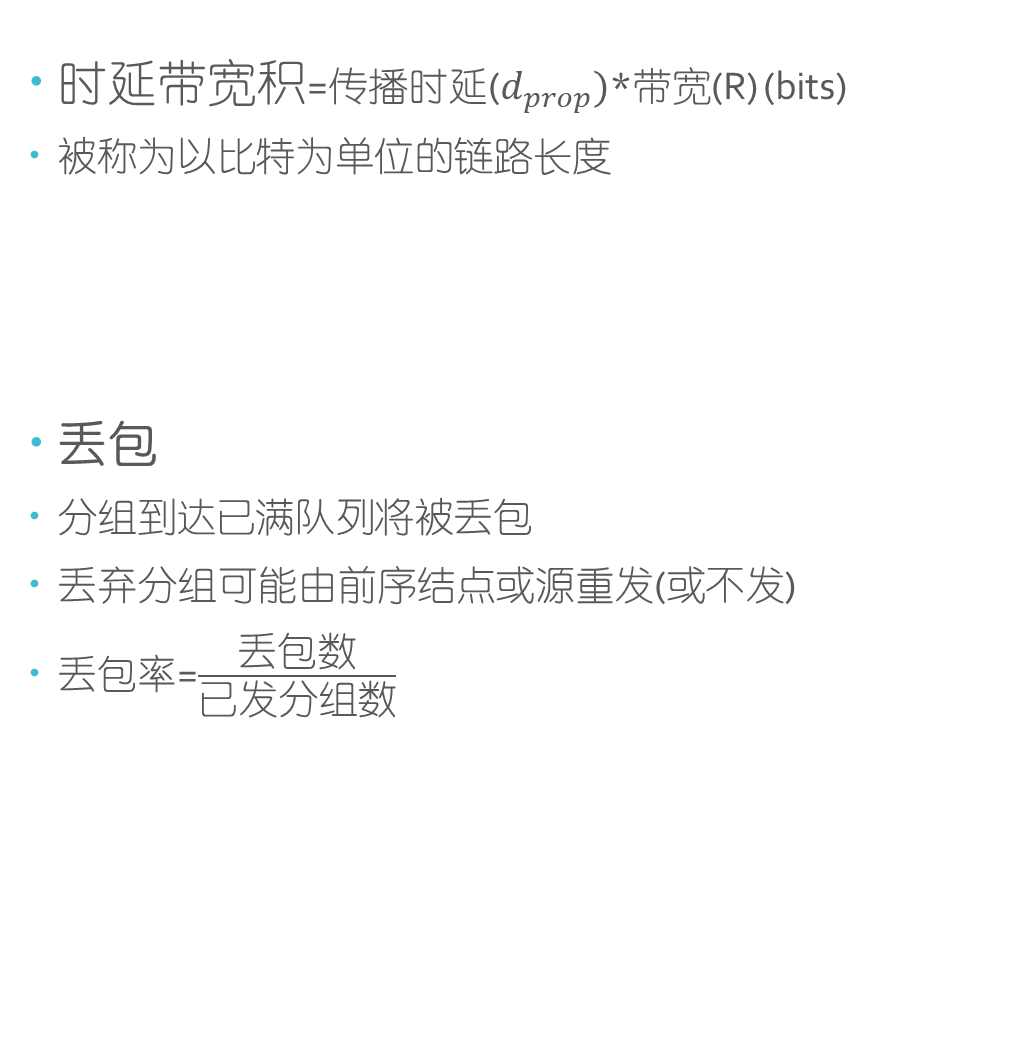 • 时延带宽积=传播时延(d_prop)*带宽(R)(bits)
• 被称为以比特为单位的链路长度
• 丢包
• 分组到达已满队列将被丢包
• 丢弃分组可能由前序结点或源重发(或不发)
• 丢包率=丢包数/已发分组数